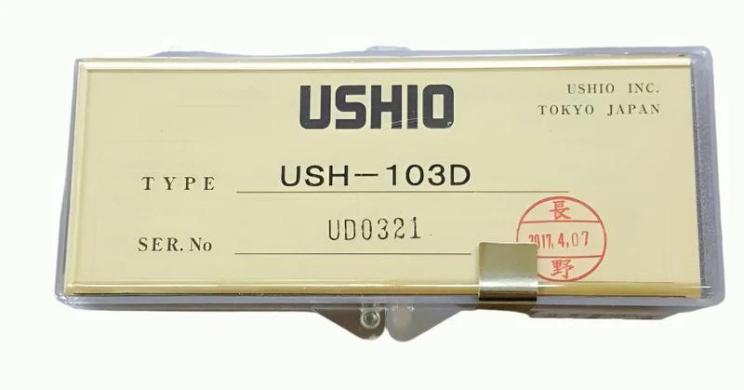 USHIO
USHIO INC.
TOKYO JAPAN
TYPE USH-103D
SER. No UD0321
長
2017.4.07
野